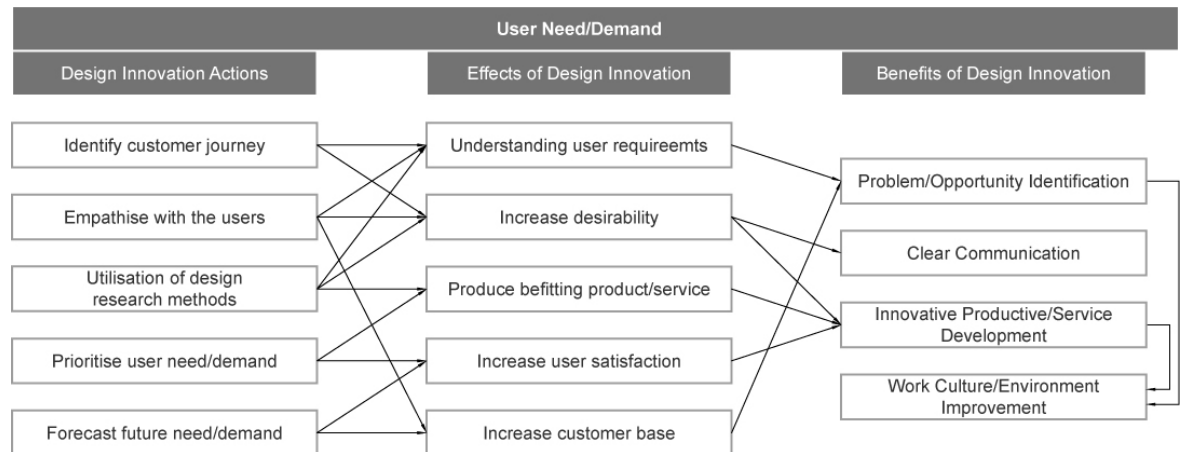 User Need/Demand
Design Innovation Actions
Effects of Design Innovation
Benefits of Design Innovation
Identify customer journey
Empathise with the users
Utilisation of design
research methods
Prioritise user need/demand
Forecast future need/demand
Understanding user requireemts
Increase desirability
Produce befitting product/service
Increase user satisfaction
Increase customer base
Problem/Opportunity Identification
Clear Communication
Innovative Productive/Service
Development
Work Culture/Environment
Improvement